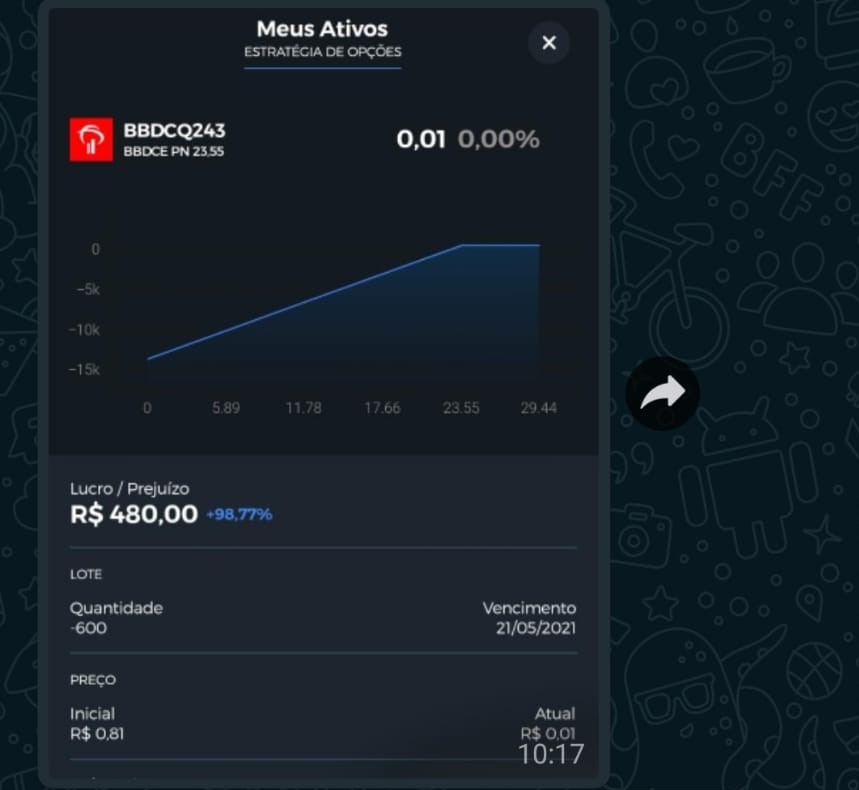 Meus Ativos
ESTRATÉGIA DE OPÇÕES
BBDCQ243
BBDCE PN 23,55
0,01 0,00%
0
-5k
-10k
-15k
0 5.89 11.78 17.66 23.55 29.44
Lucro / Prejuízo
R$ 480,00 +98,77%
LOTE
Quantidade Vencimento
-600 21/05/2021
PREÇO
Inicial Atual
R$ 0,81 R$ 0,01
10:17
BFF